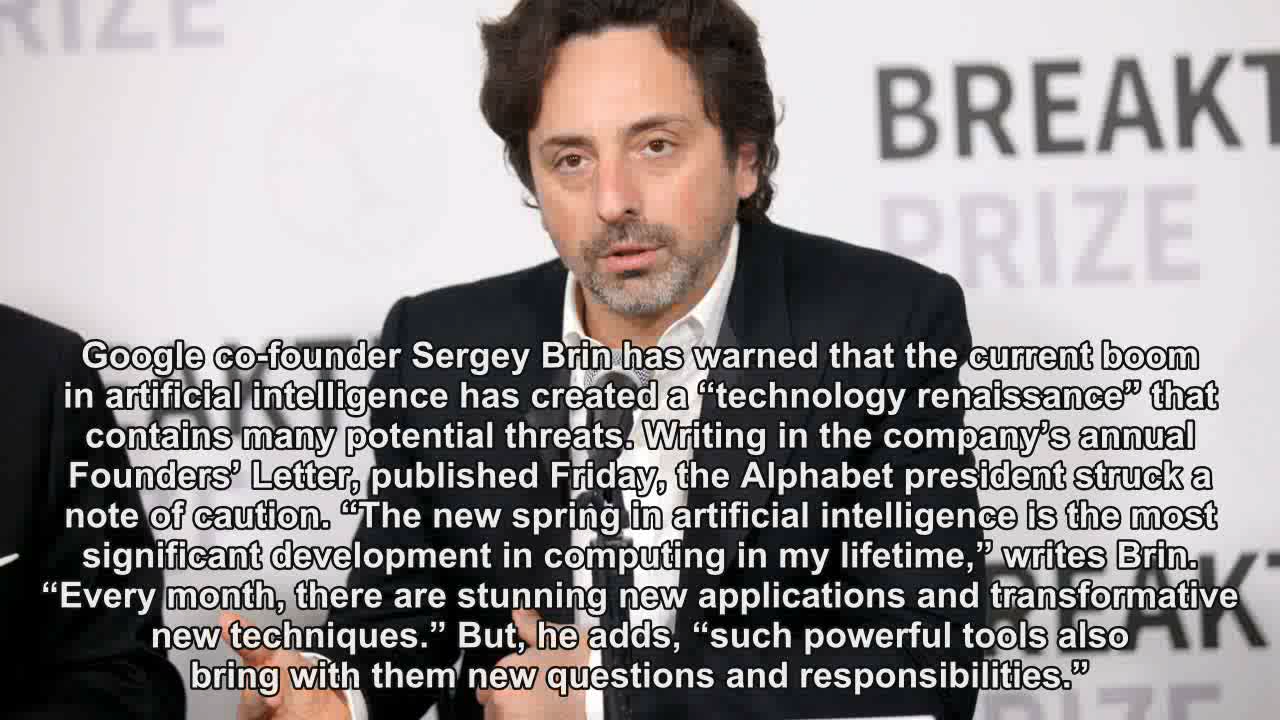 RIZE
BREAKT
PRIZE
Google co-founder Sergey Brin has warned that the current boom
in artificial intelligence has created a “technology renaissance” that
contains many potential threats. Writing in the company’s annual
Founders’ Letter, published Friday, the Alphabet president struck a
note of caution. “The new spring in artificial intelligence is the most
significant development in computing in my lifetime,” writes Brin.
“Every month, there are stunning new applications and transformative
new techniques.” But, he adds, “such powerful tools also
bring with them new questions and responsibilities.”